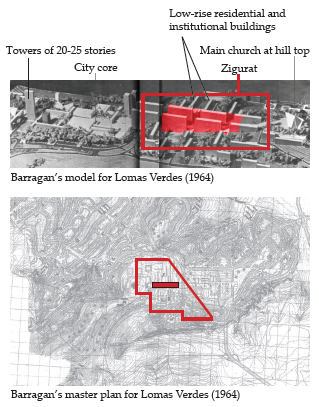 Low-rise residential and
institutional buildings
Towers of 20-25 stories
Main church at hill top
City core
Zigurat
Barragan's model for Lomas Verdes (1964)
Barragan's master plan for Lomas Verdes (1964)